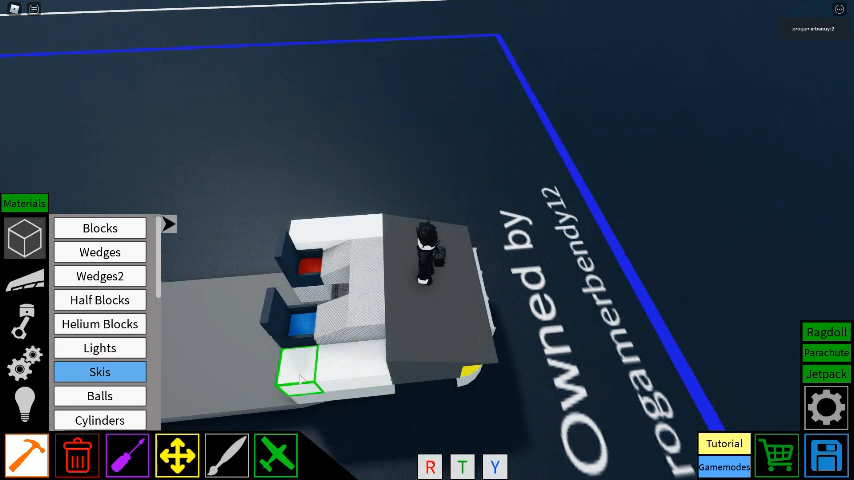 Materials
Blocks
Wedges
Wedges2
Half Blocks
Helium Blocks
Lights
Skis
Balls
Cylinders
Owned by
rogamerbendy12
Ragdoll
Parachute
Jetpack
Tutorial
Gamemodes
R T Y